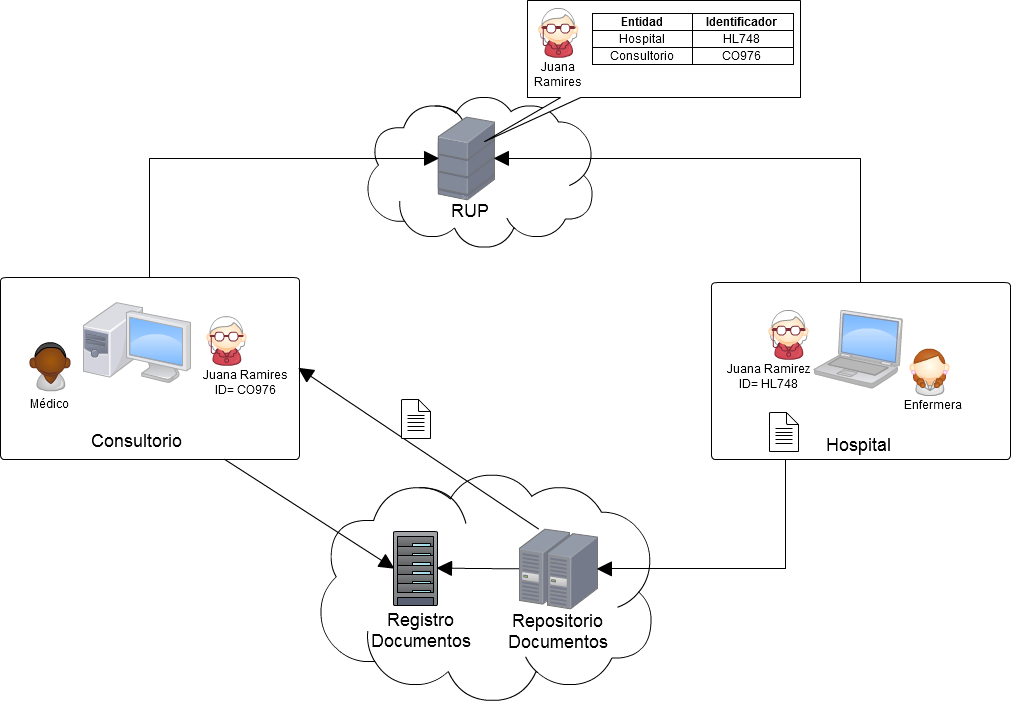 Entidad Identificador
Hospital HL748
Consultorio CO976
Juana
Ramires
RUP
Médico
Juana Ramires
ID= CO976
Consultorio
Juana Ramirez
ID= HL748
Enfermera
Hospital
Registro
Documentos
Repositorio
Documentos